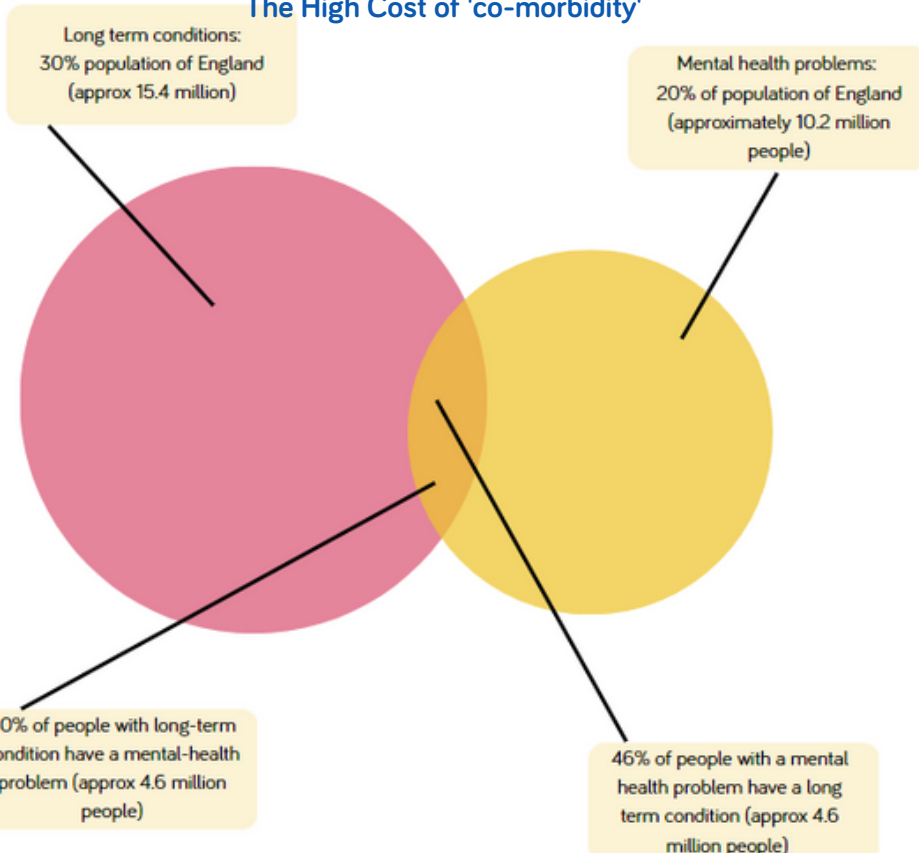 The High Cost of 'co-morbidity'
Long term conditions:
30% population of England
(approx 15.4 million)
Mental health problems:
20% of population of England
(approximately 10.2 million
people)
0% of people with long-term
ondition have a mental-health
problem (approx 4.6 million
people)
46% of people with a mental
health problem have a long
term condition (approx 4.6
million people)